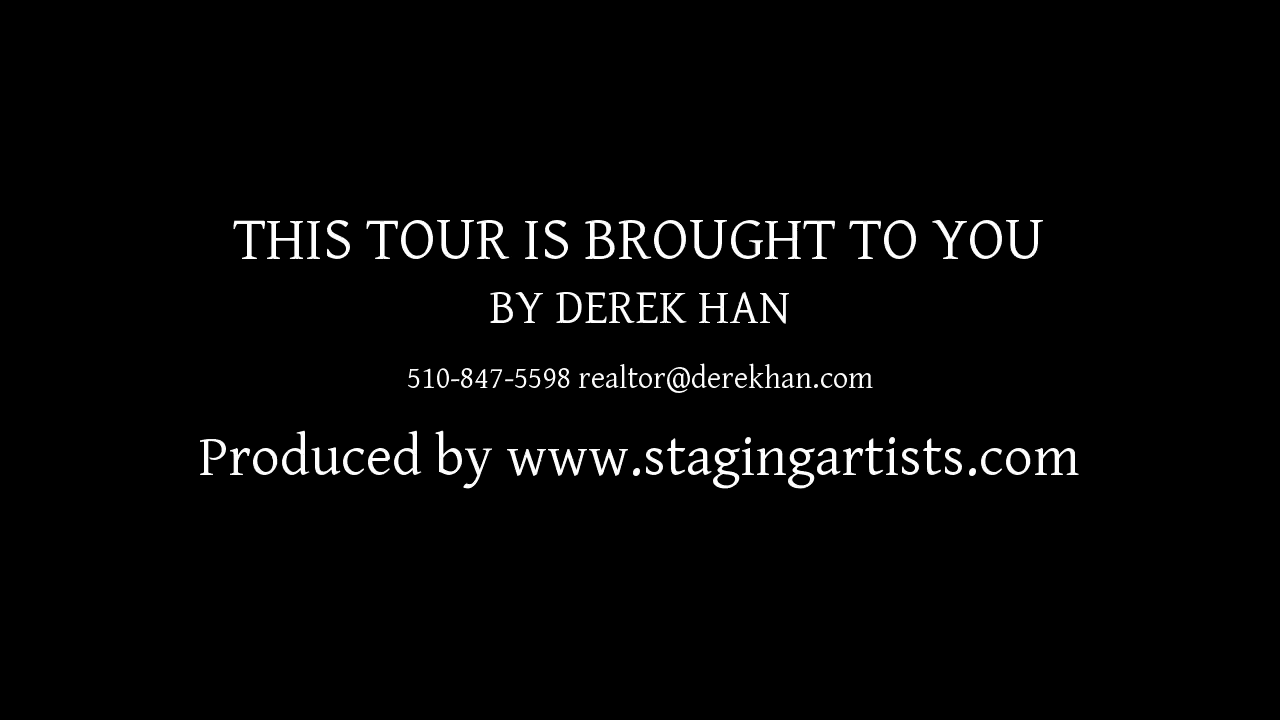 THIS TOUR IS BROUGHT TO YOU
BY DEREK HAN
510-847-5598 realtor@derekhan.com
Produced by www.stagingartists.com